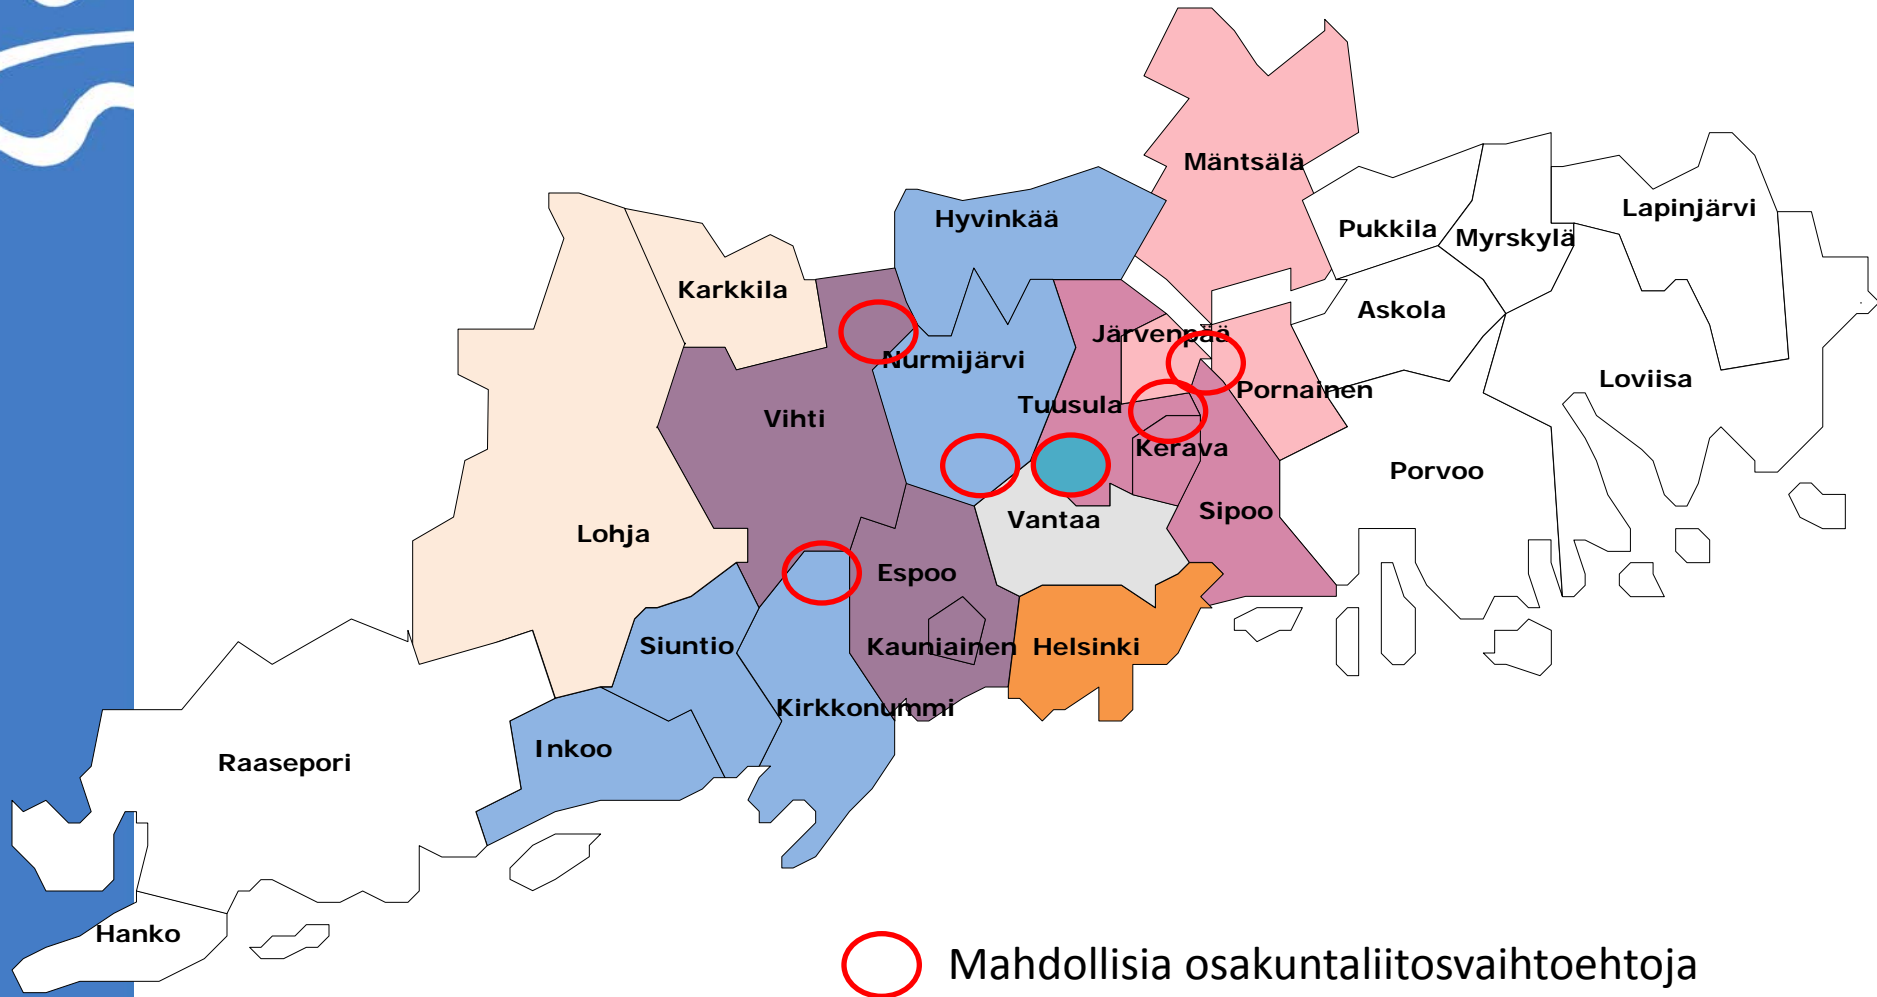 Mäntsälä
Lapinjärvi
Hyvinkää
Pukkila
Myrskylä
Karkkila
Askola
Järvenpää
Nurmijärvi
Loviisa
Pornainen
Tuusula
Vihti
Kerava
Porvoo
Sipoo
Vantaa
Lohja
Espoo
Siuntio
Kauniainen
Helsinki
Kirkkonummi
Inkoo
Raasepori
Hanko
Mahdollisia osakuntaliitosvaihtoehtoja